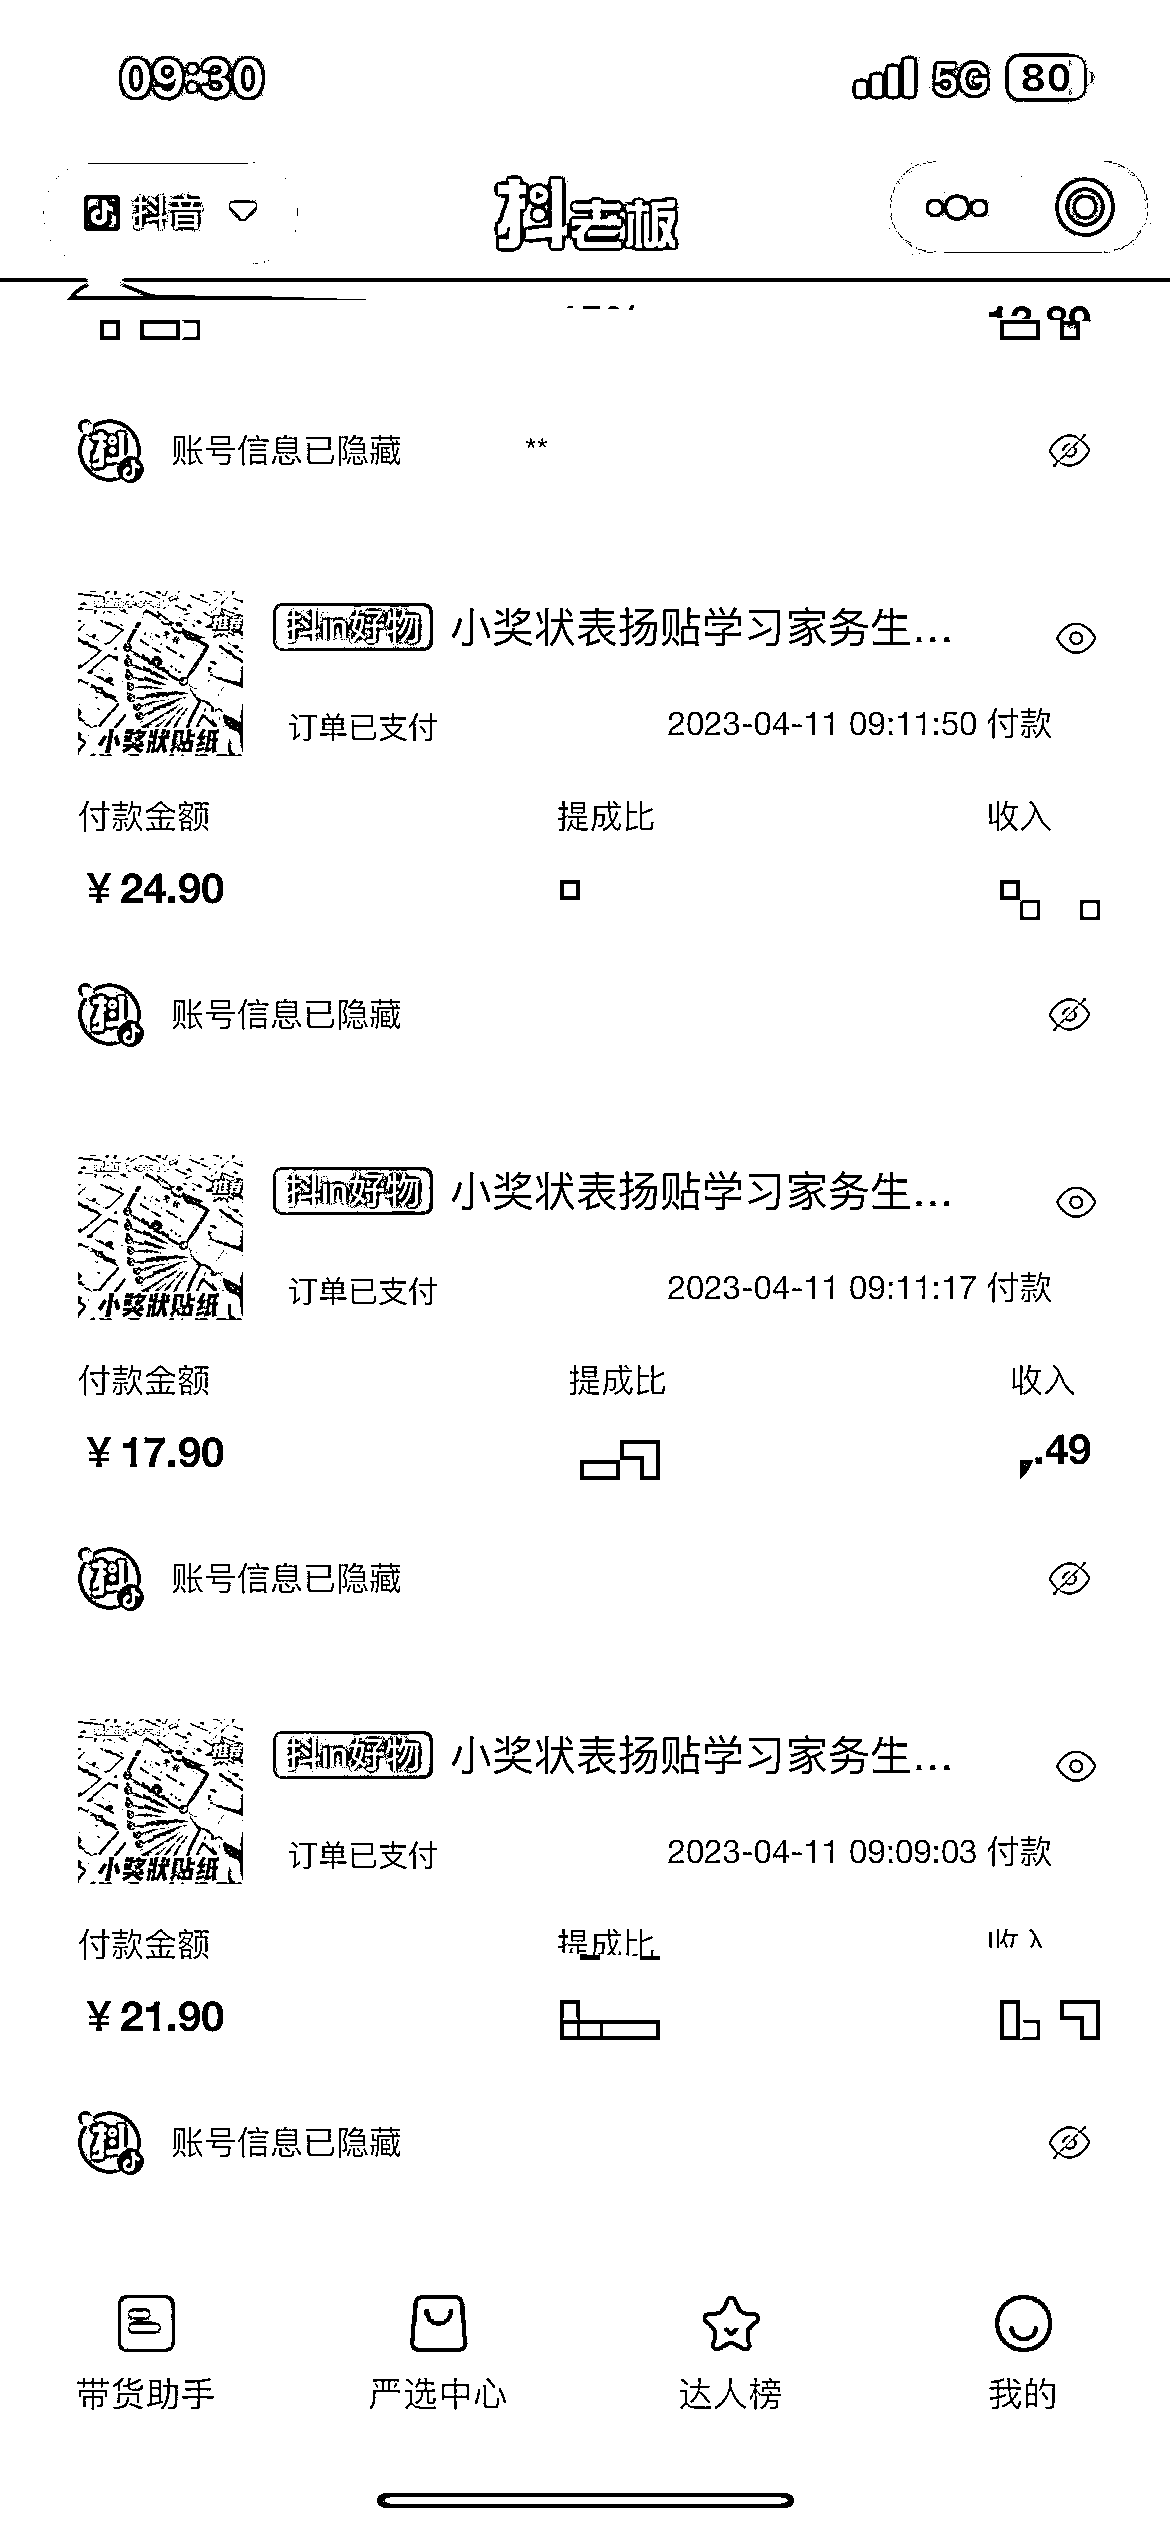 09:30 5G 80
抖音 抖老板
账号信息已隐藏 **
抖in好物 小奖状表扬贴学习家务生...
小奖状贴纸
订单已支付 2023-04-11 09:11:50 付款
付款金额 提成比 收入
¥24.90
账号信息已隐藏
抖in好物 小奖状表扬贴学习家务生...
小奖状贴纸
订单已支付 2023-04-11 09:11:17 付款
付款金额 提成比 收入
¥17.90 .49
账号信息已隐藏
抖in好物 小奖状表扬贴学习家务生...
小奖状贴纸
订单已支付 2023-04-11 09:09:03 付款
付款金额 提成比 收入
¥21.90
账号信息已隐藏
带货助手 严选中心 达人榜 我的